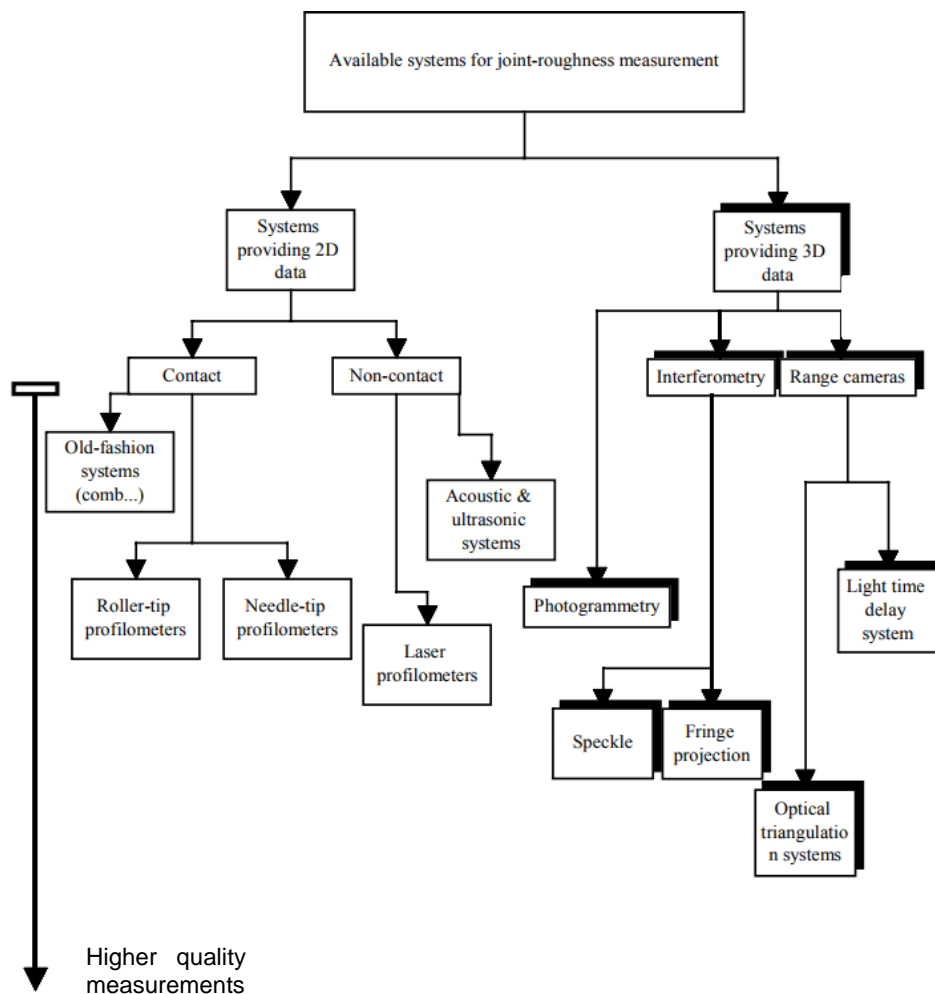 Available systems for joint-roughness measurement
Systems
providing 2D
data
Systems
providing 3D
data
Contact
Non-contact
Interferometry
Range cameras
Old-fashion
systems
(comb...)
Acoustic &
ultrasonic
systems
Roller-tip
profilometers
Needle-tip
profilometers
Photogrammetry
Light time
delay
system
Laser
profilometers
Speckle
Fringe
projection
Optical
triangulatio
n systems
Higher quality
measurements